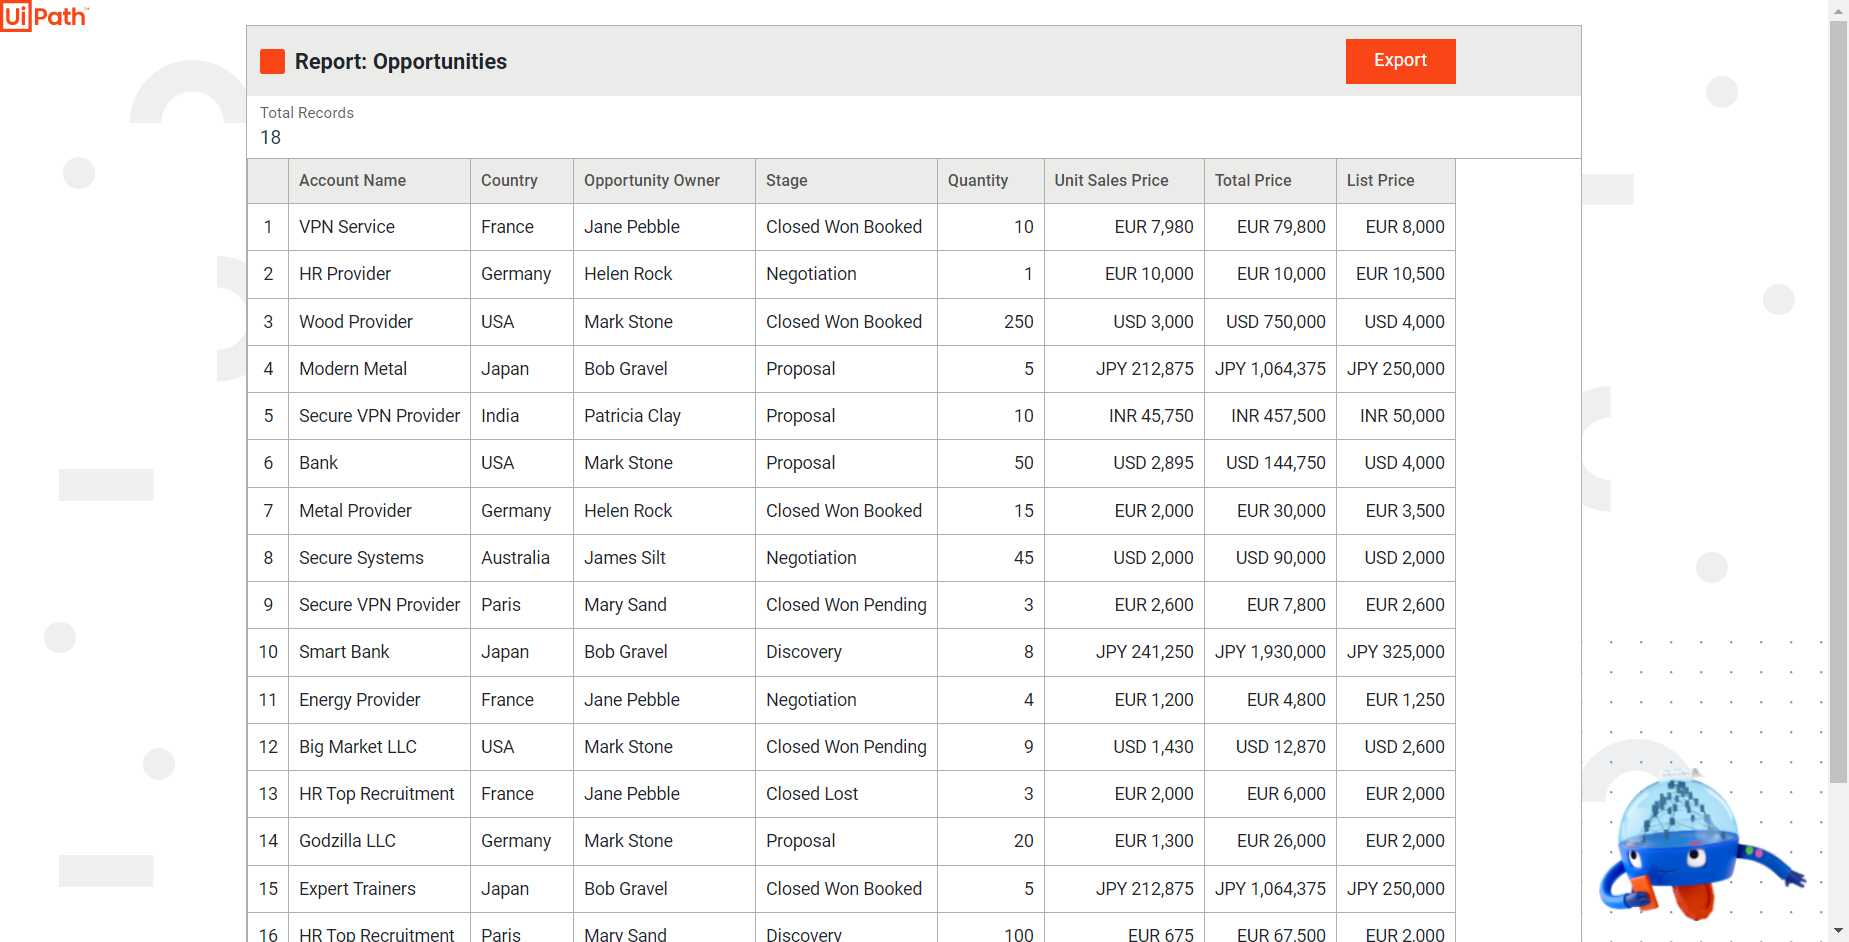 UiPath™
Report: Opportunities
Export
Total Records
18
Account Name Country Opportunity Owner Stage Quantity Unit Sales Price Total Price List Price
1 VPN Service France Jane Pebble Closed Won Booked 10 EUR 7,980 EUR 79,800 EUR 8,000
2 HR Provider Germany Helen Rock Negotiation 1 EUR 10,000 EUR 10,000 EUR 10,500
3 Wood Provider USA Mark Stone Closed Won Booked 250 USD 3,000 USD 750,000 USD 4,000
4 Modern Metal Japan Bob Gravel Proposal 5 JPY 212,875 JPY 1,064,375 JPY 250,000
5 Secure VPN Provider India Patricia Clay Proposal 10 INR 45,750 INR 457,500 INR 50,000
6 Bank USA Mark Stone Proposal 50 USD 2,895 USD 144,750 USD 4,000
7 Metal Provider Germany Helen Rock Closed Won Booked 15 EUR 2,000 EUR 30,000 EUR 3,500
8 Secure Systems Australia James Silt Negotiation 45 USD 2,000 USD 90,000 USD 2,000
9 Secure VPN Provider Paris Mary Sand Closed Won Pending 3 EUR 2,600 EUR 7,800 EUR 2,600
10 Smart Bank Japan Bob Gravel Discovery 8 JPY 241,250 JPY 1,930,000 JPY 325,000
11 Energy Provider France Jane Pebble Negotiation 4 EUR 1,200 EUR 4,800 EUR 1,250
12 Big Market LLC USA Mark Stone Closed Won Pending 9 USD 1,430 USD 12,870 USD 2,600
13 HR Top Recruitment France Jane Pebble Closed Lost 3 EUR 2,000 EUR 6,000 EUR 2,000
14 Godzilla LLC Germany Mark Stone Proposal 20 EUR 1,300 EUR 26,000 EUR 2,000
15 Expert Trainers Japan Bob Gravel Closed Won Booked 5 JPY 212,875 JPY 1,064,375 JPY 250,000
16 HR Top Recruitment Paris Mary Sand Discovery 100 EUR 675 EUR 67,500 EUR 2,000